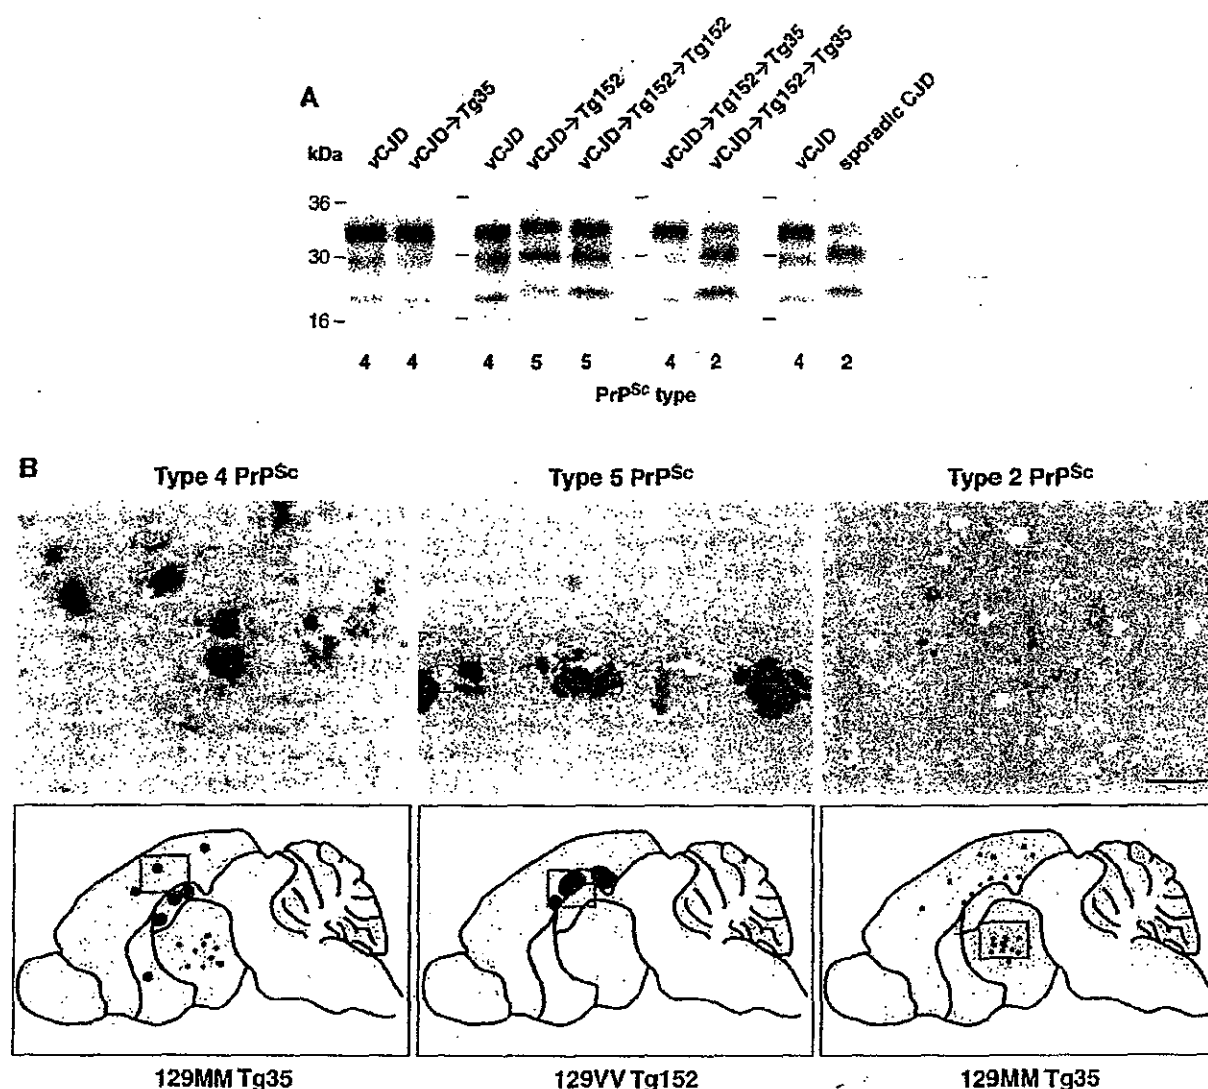 A
kDa
vCJD
vCJD→Tg35
vCJD
vCJD→Tg152
vCJD→Tg152→Tg152
vCJD→Tg152→Tg35
vCJD→Tg152→Tg35
vCJD
sporadic CJD
36
30
16
4 4 4 5 5 4 2 4 2
PrPSc type
B
Type 4 PrPSc Type 5 PrPSc Type 2 PrPSc
129MM Tg35 129VV Tg152 129MM Tg35